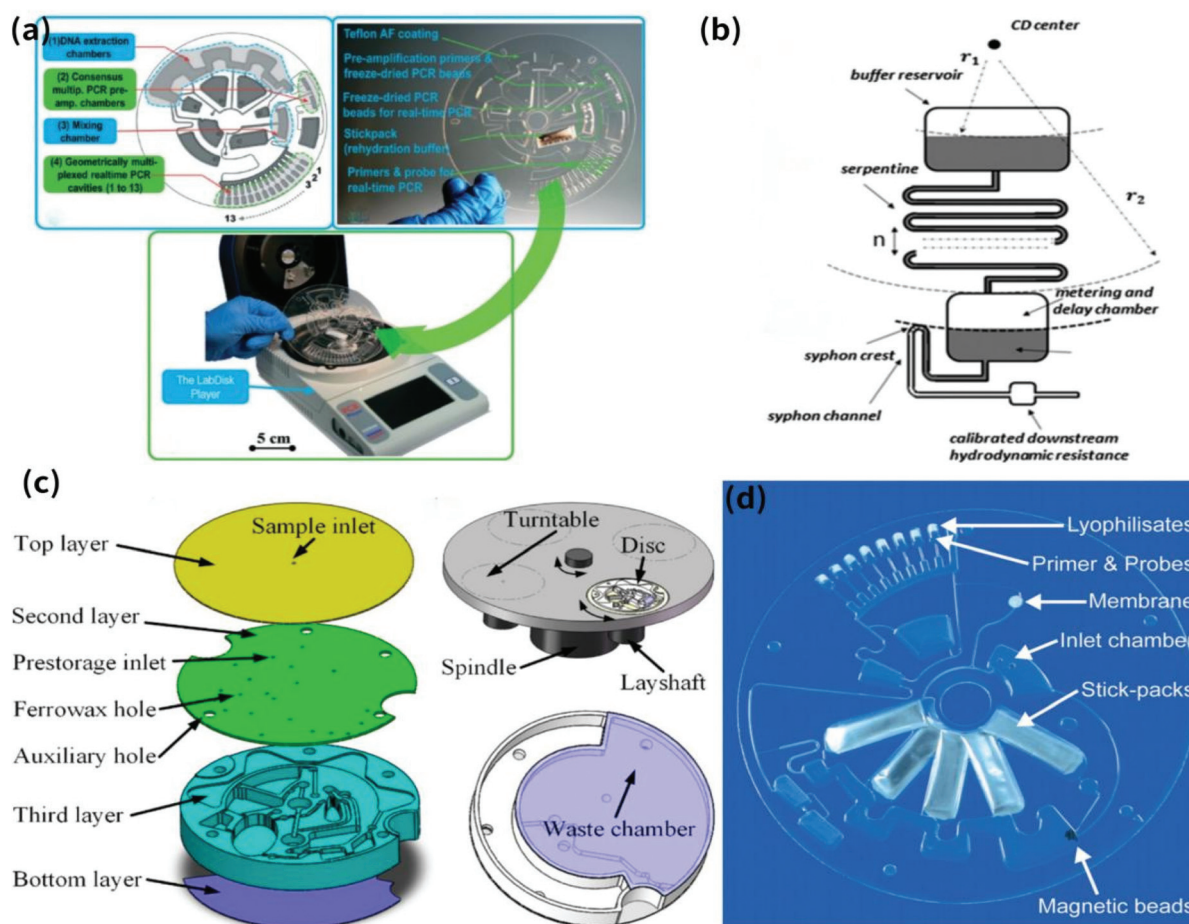 (a)
(1)DNA extraction
chambers
(2) Consensus
multip. PCR pre-
amp. chambers
(3) Mixing
chamber
(4) Geometrically multi-
plexed realtime PCR
cavities (1 to 13)
1
2
3
13
Teflon AF coating
Pre-amplification primers &
freeze-dried PCR beads
Freeze-dried PCR
beads for real-time PCR
Stickpack
(rehydration buffer)
Primers & probe for
real-time PCR
The LabDisk
Player
5 cm
(b)
CD center
r1
buffer reservoir
serpentine
r2
n
metering and
delay chamber
syphon crest
syphon channel
calibrated downstream
hydrodynamic resistance
(c)
Sample inlet
Top layer
Second layer
Prestorage inlet
Ferrowax hole
Auxiliary hole
Third layer
Bottom layer
Turntable
Disc
Spindle
Layshaft
Waste chamber
(d)
Lyophilisates
Primer & Probes
Membrane
Inlet chamber
Stick-packs
Magnetic beads